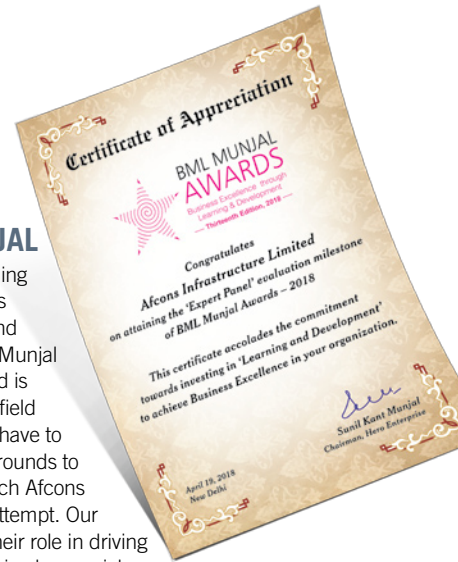 Certificate of Appreciation
BML MUNJAL
AWARDS
Business Excellence through
Learning & Development
Thirteenth Edition, 2018
Congratulates
Afcons Infrastructure Limited
on attaining the 'Expert Panel' evaluation milestone
of BML Munjal Awards – 2018
This certificate accolades the commitment
towards investing in 'Learning and Development'
to achieve Business Excellence in your organization.
Sunil Kant Munjal
Chairman, Hero Enterprise
April 19, 2018
New Delhi
JAL
ing
s
nd
Munjal
d is
field
have to
rounds to
ch Afcons
ttempt. Our
heir role in driving